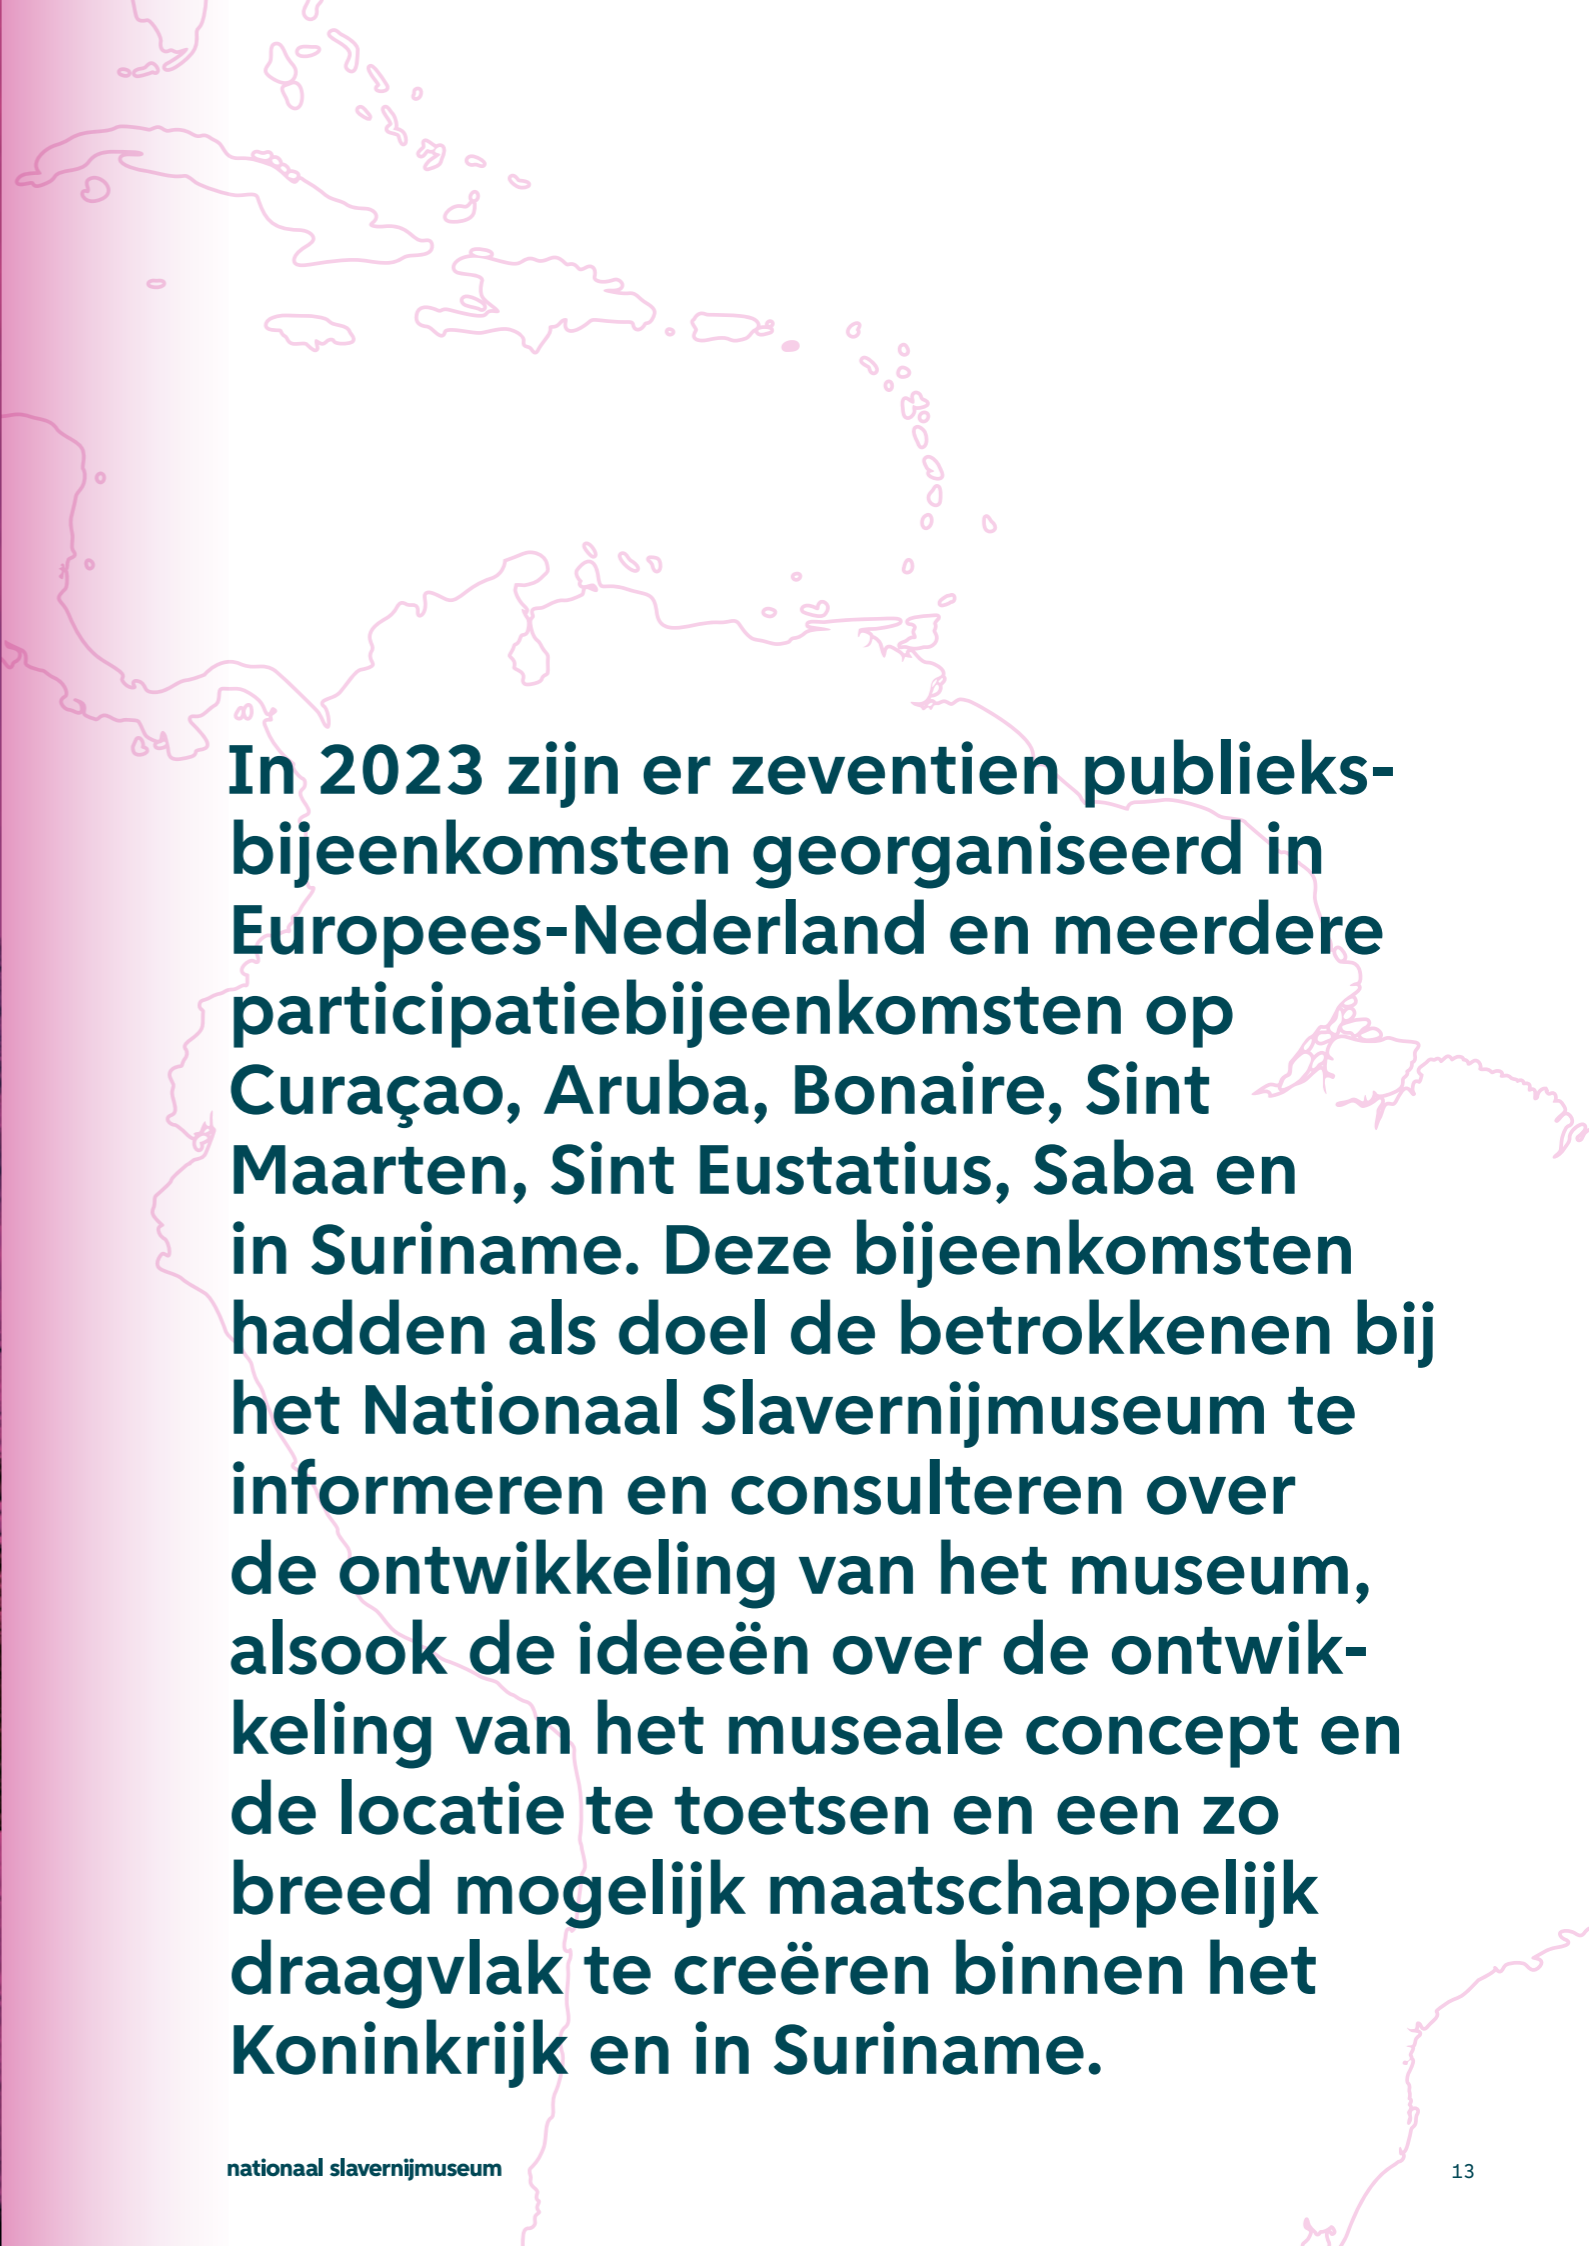 In 2023 zijn er zeventien publieks-
bijeenkomsten georganiseerd in
Europees-Nederland en meerdere
participatiebijeenkomsten op
Curaçao, Aruba, Bonaire, Sint
Maarten, Sint Eustatius, Saba en
in Suriname. Deze bijeenkomsten
hadden als doel de betrokkenen bij
het Nationaal Slavernijmuseum te
informeren en consulteren over
de ontwikkeling van het museum,
alsook de ideeën over de ontwik-
keling van het museale concept en
de locatie te toetsen en een zo
breed mogelijk maatschappelijk
draagvlak te creëren binnen het
Koninkrijk en in Suriname.
nationaal slavernijmuseum
13